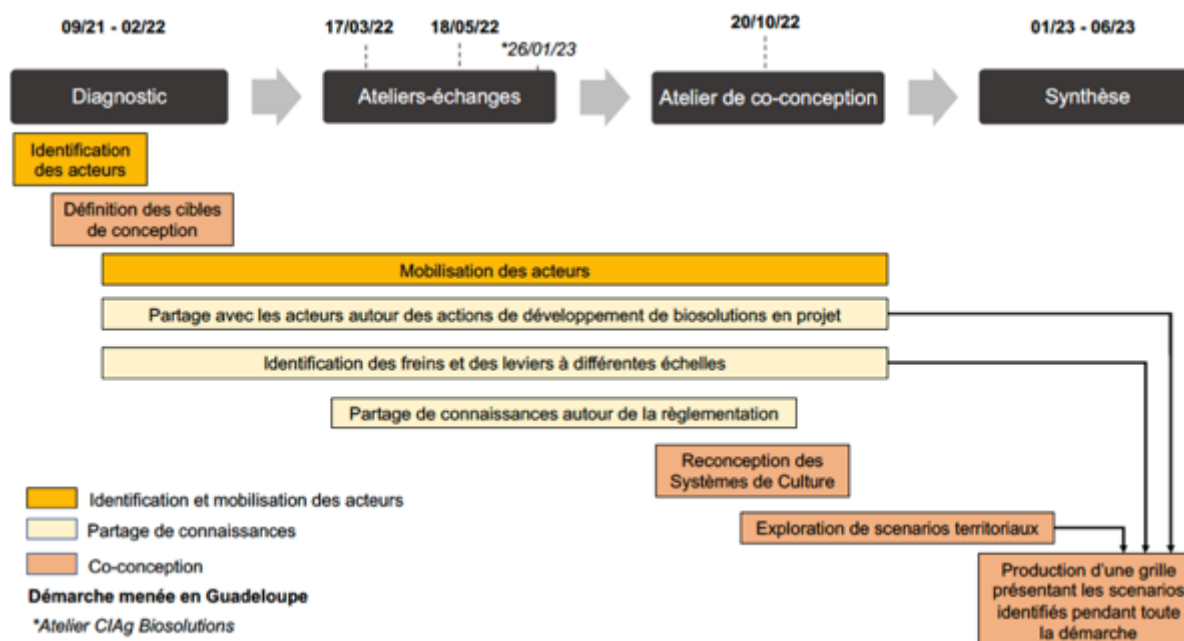 09/21 - 02/22
17/03/22
18/05/22
*26/01/23
20/10/22
01/23 - 06/23
Diagnostic
Ateliers-échanges
Atelier de co-conception
Synthèse
Identification
des acteurs
Définition des cibles
de conception
Mobilisation des acteurs
Partage avec les acteurs autour des actions de développement de biosolutions en projet
Identification des freins et des leviers à différentes échelles
Partage de connaissances autour de la règlementation
Reconception des
Systèmes de Culture
Exploration de scenarios territoriaux
Production d'une grille
présentant les scenarios
identifiés pendant toute
la démarche
Identification et mobilisation des acteurs
Partage de connaissances
Co-conception
Démarche menée en Guadeloupe
*Atelier CIAg Biosolutions